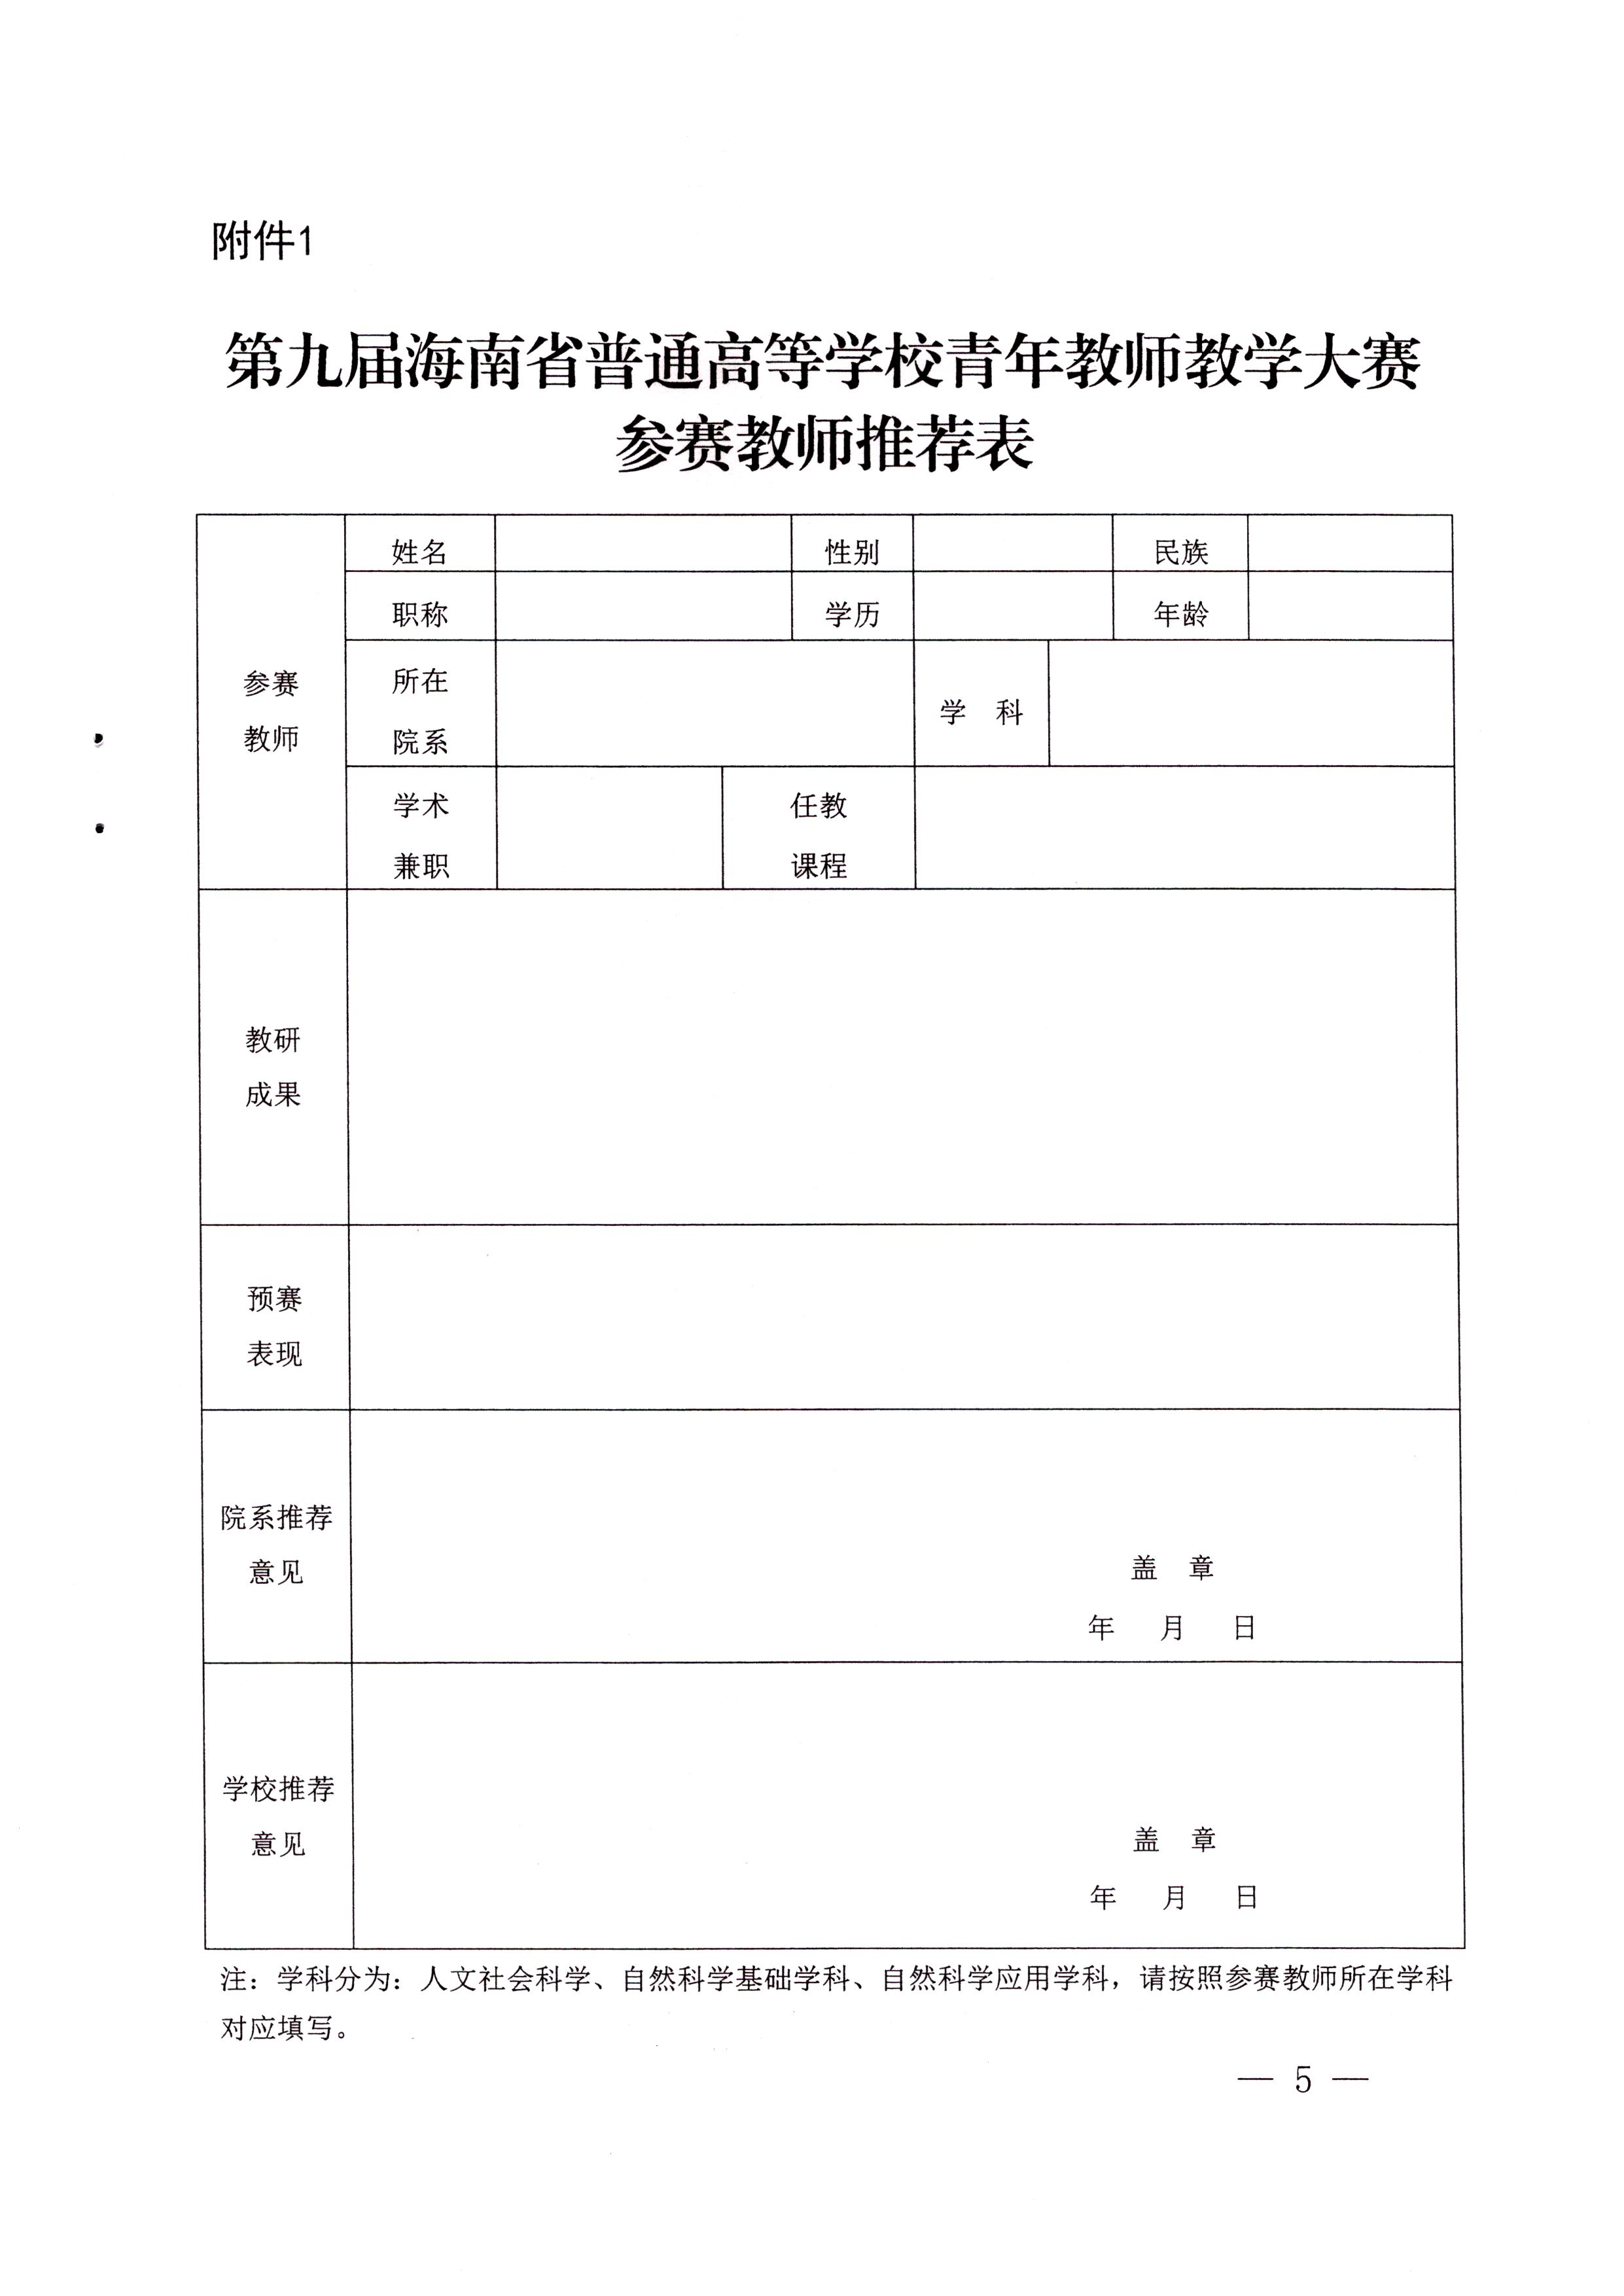 附件1
第九届海南省普通高等学校青年教师教学大赛
参赛教师推荐表
参赛
教师
姓名
性别
民族
职称
学历
年龄
所在
院系
学 科
学术
兼职
任教
课程
教研
成果
预赛
表现
院系推荐
意见
盖 章
年 月 日
学校推荐
意见
盖 章
年 月 日
注：学科分为：人文社会科学、自然科学基础学科、自然科学应用学科，请按照参赛教师所在学科
对应填写。
— 5 —